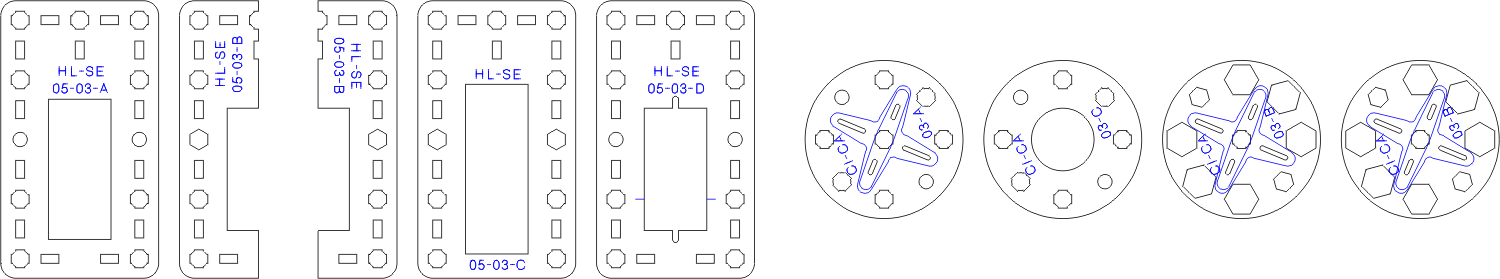 HL-SE
05-03-A
HL-SE
05-03-B
HL-SE
05-03-B
HL-SE
05-03-C
HL-SE
05-03-D
CI-CA
03-A
CI-CA
03-C
CI-CA
03-B
CI-CA
03-B